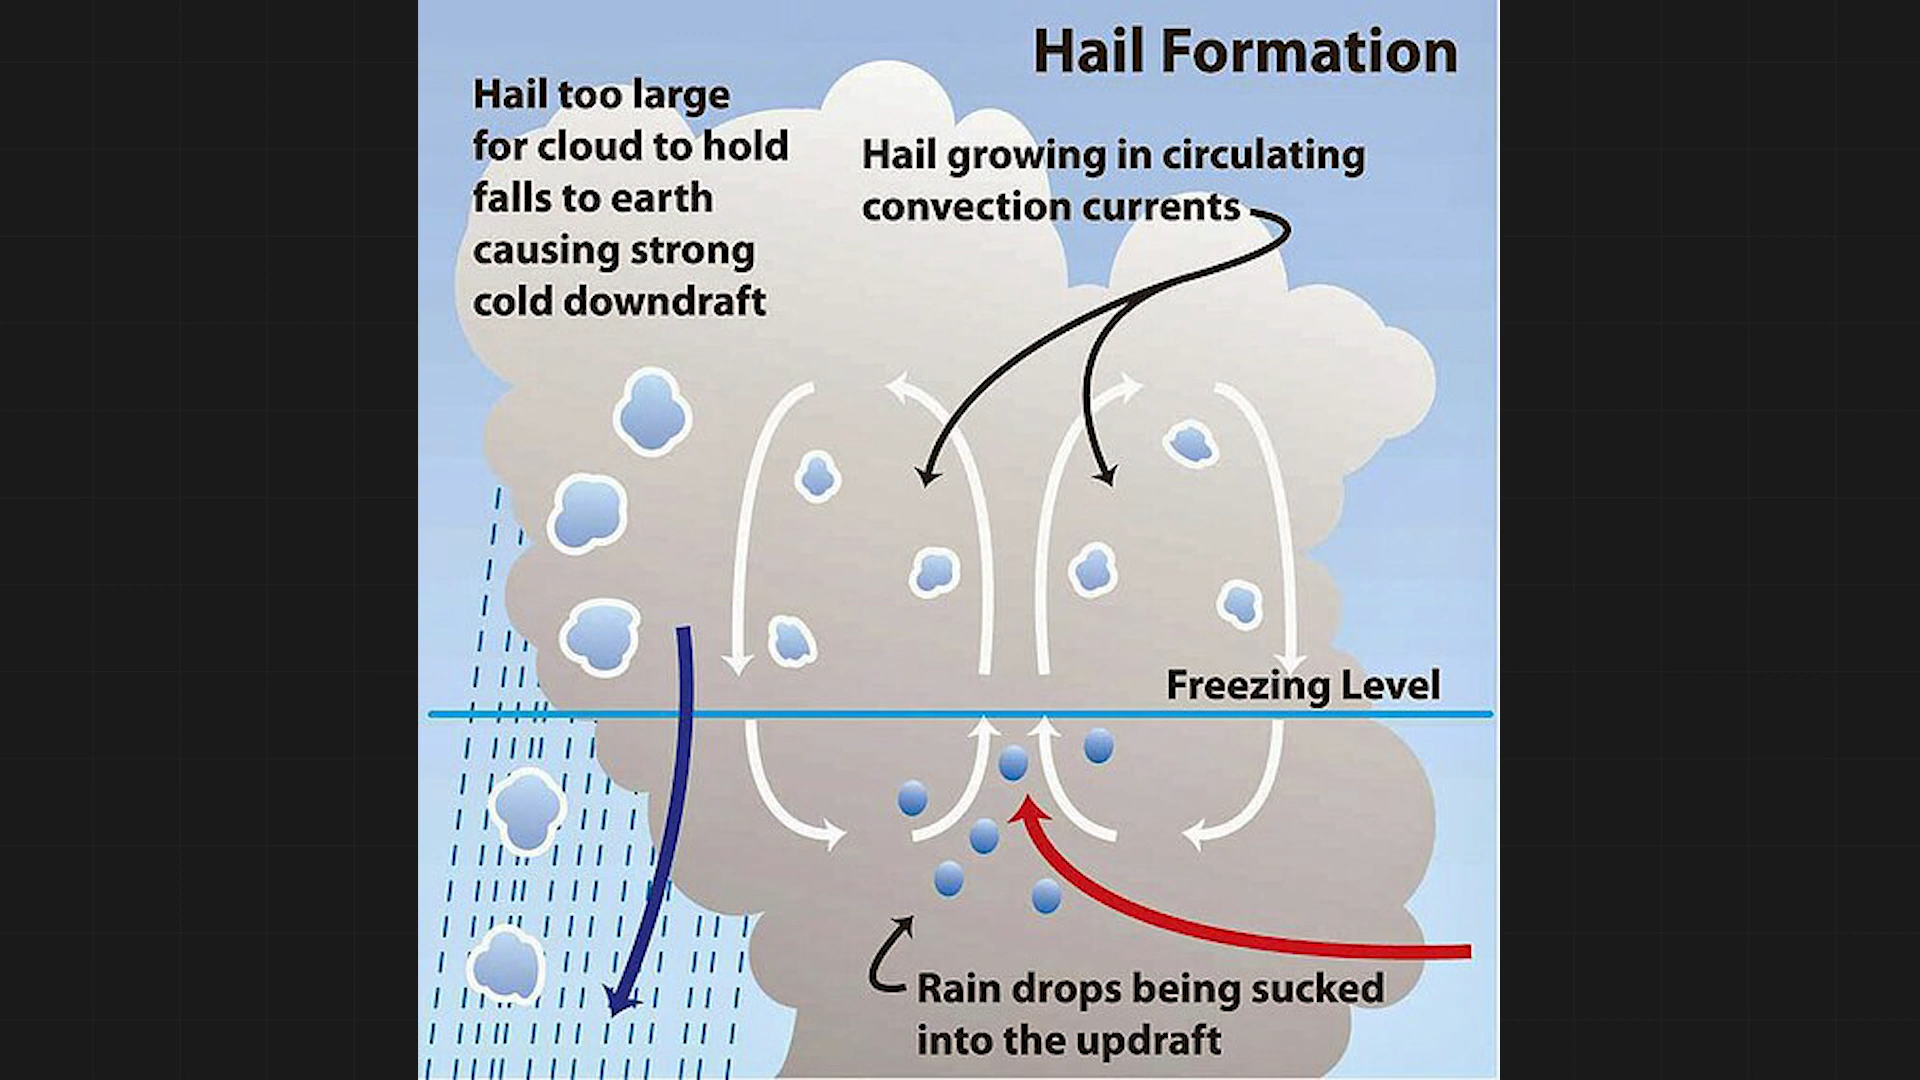 Hail Formation
Hail too large
for cloud to hold
falls to earth
causing strong
cold downdraft
Hail growing in circulating
convection currents
Freezing Level
Rain drops being sucked
into the updraft